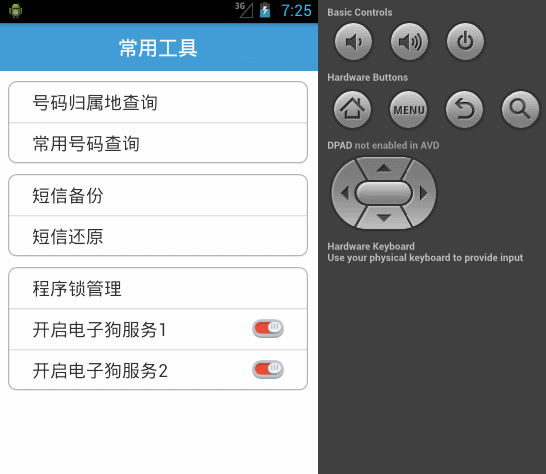 3G 7:25
常用工具
号码归属地查询
常用号码查询
短信备份
短信还原
程序锁管理
开启电子狗服务1
开启电子狗服务2
Basic Controls
Hardware Buttons
MENU
DPAD not enabled in AVD
Hardware Keyboard
Use your physical keyboard to provide input